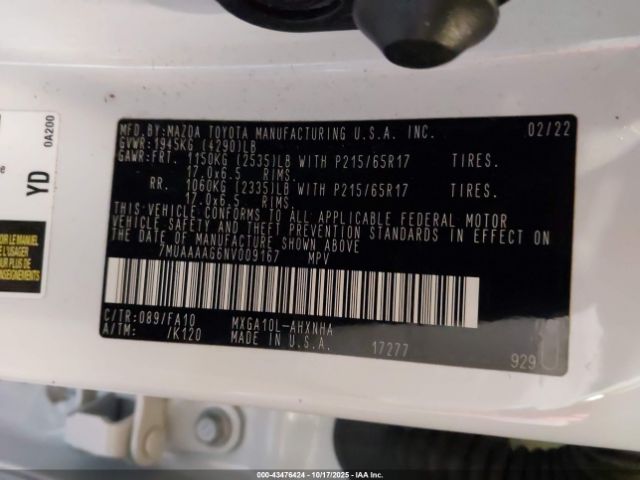 MFD. BY: MAZDA TOYOTA MANUFACTURING U.S.A. INC. 02/22
GVWR: 1945KG (4290)LB
GAWR: FRT. 1150KG (2535)LB WITH P215/65R17 TIRES.
17.0x6.5 RIMS.
RR. 1060KG (2335)LB WITH P215/65R17 TIRES.
17.0x6.5 RIMS.
THIS VEHICLE CONFORMS TO ALL APPLICABLE FEDERAL MOTOR
VEHICLE SAFETY AND THEFT PREVENTION STANDARDS IN EFFECT ON
THE DATE OF MANUFACTURE SHOWN ABOVE
7MUAAAAG6NV009167 MPV
C/TR: 089/FA10 MXGA10L-AHXNHA
A/TM: /K120 MADE IN U.S.A. 17277 929
0A200
YD
OIR LE MANUEL
000-43476424 | 10/17/2025 | IAA Inc.